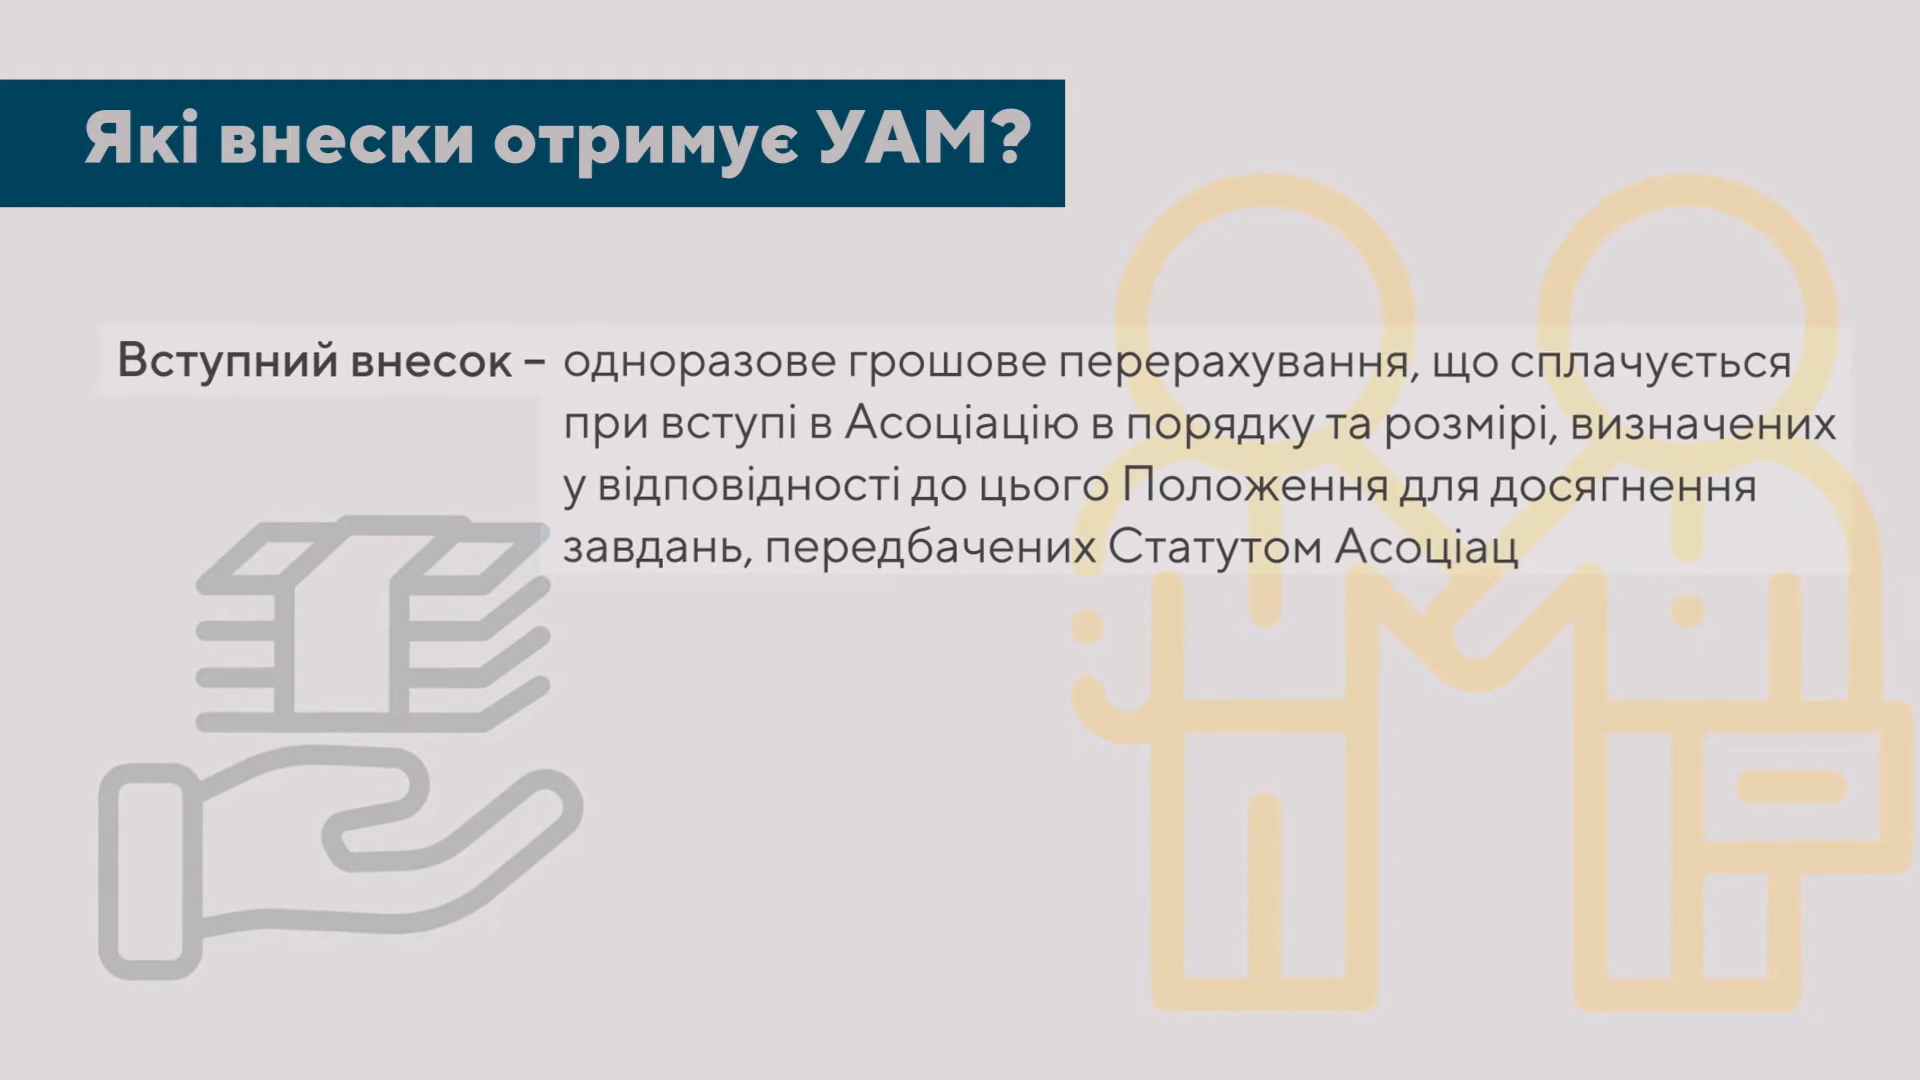 Які внески отримує УАМ?
Вступний внесок – одноразове грошове перерахування, що сплачується
при вступі в Асоціацію в порядку та розмірі, визначених
у відповідності до цього Положення для досягнення
завдань, передбачених Статутом Асоціац